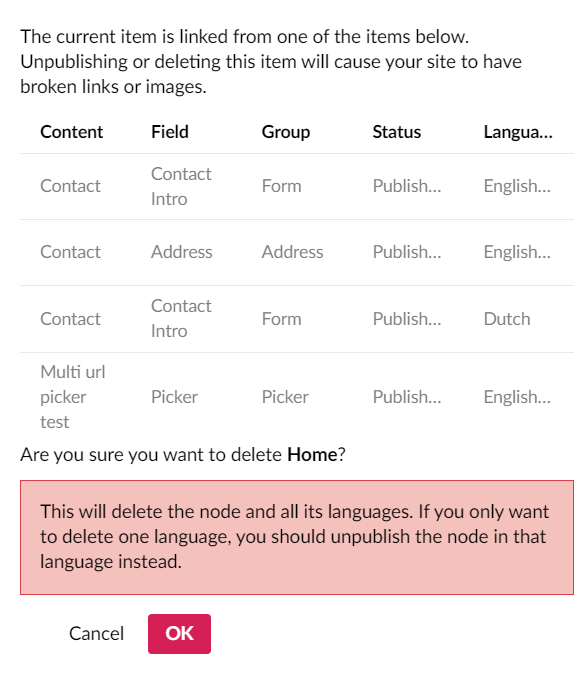 The current item is linked from one of the items below.
Unpublishing or deleting this item will cause your site to have
broken links or images.
Content Field Group Status Langua...
Contact Contact Intro Form Publish... English...
Contact Address Address Publish... English...
Contact Contact Intro Form Publish... Dutch
Multi url picker test Picker Picker Publish... English...
Are you sure you want to delete Home?
This will delete the node and all its languages. If you only want
to delete one language, you should unpublish the node in that
language instead.
Cancel OK